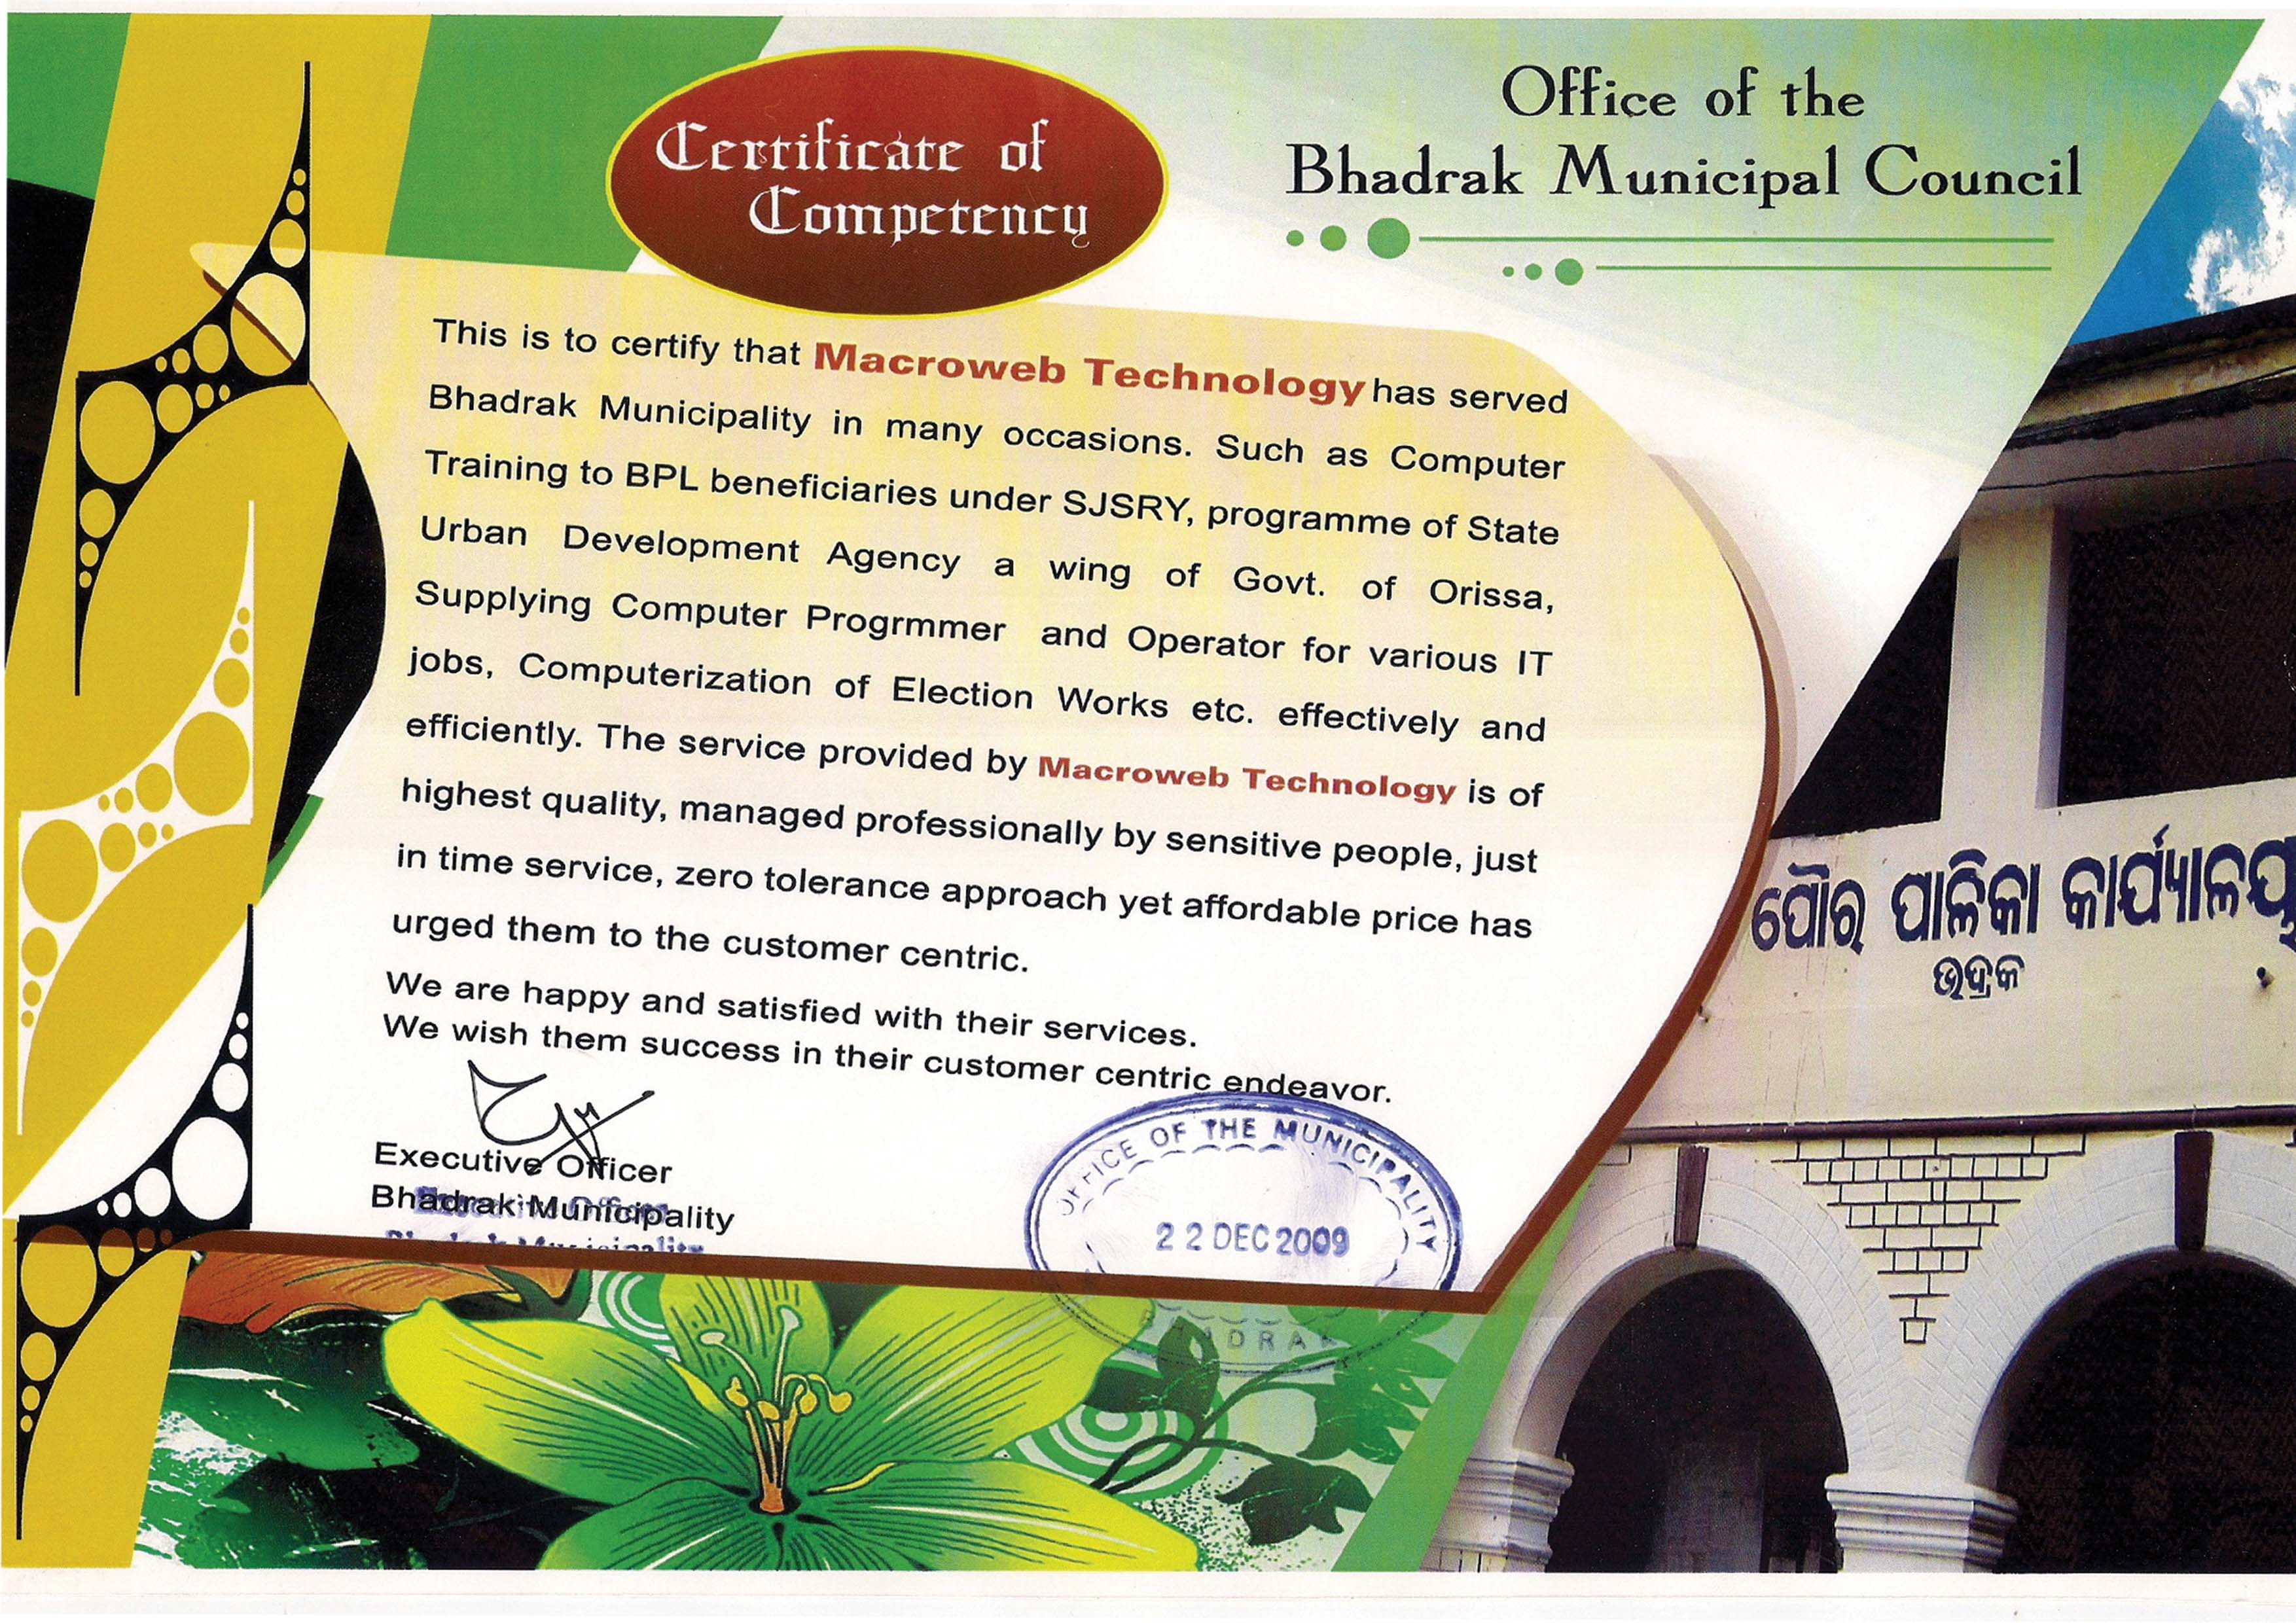 Certificate of
Competency
Office of the
Bhadrak Municipal Council
This is to certify that Macroweb Technology has served
Bhadrak Municipality in many occasions. Such as Computer
Training to BPL beneficiaries under SJSRY, programme of State
Urban Development Agency a wing of Govt. of Orissa,
Supplying Computer Progrmmer and Operator for various IT
jobs, Computerization of Election Works etc. effectively and
efficiently. The service provided by Macroweb Technology is of
highest quality, managed professionally by sensitive people, just
in time service, zero tolerance approach yet affordable price has
urged them to the customer centric.
We are happy and satisfied with their services.
We wish them success in their customer centric endeavor.
Executive Officer
Bhadrak Municipality
Executive Officer
Bhadrak Municipality
OFFICE OF THE MUNICIPALITY
22 DEC 2009
BHADRAK
ପୌର ପାଳିକା କାର୍ଯ୍ୟାଳୟ
ଭଦ୍ରକ